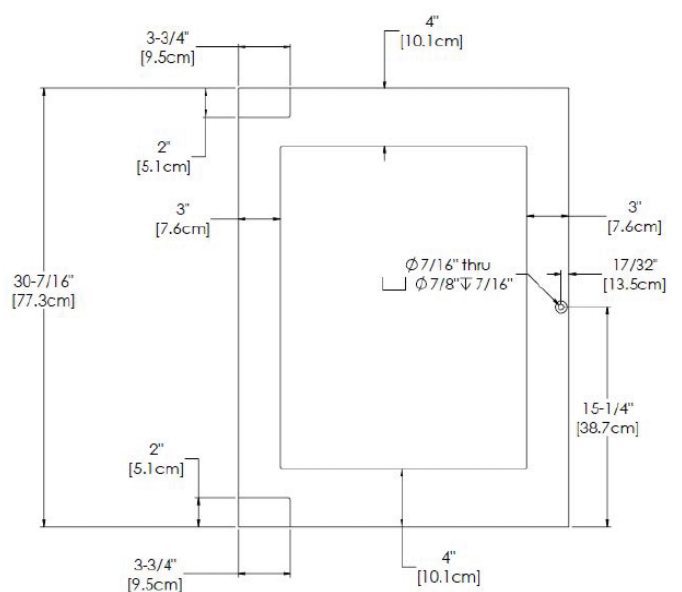 4"
[10.1cm]
3-3/4"
[9.5cm]
2"
[5.1cm]
3"
[7.6cm]
3"
[7.6cm]
Ø7/16" thru
⌴ Ø7/8"↧7/16"
17/32"
[13.5cm]
30-7/16"
[77.3cm]
15-1/4"
[38.7cm]
2"
[5.1cm]
3-3/4"
[9.5cm]
4"
[10.1cm]